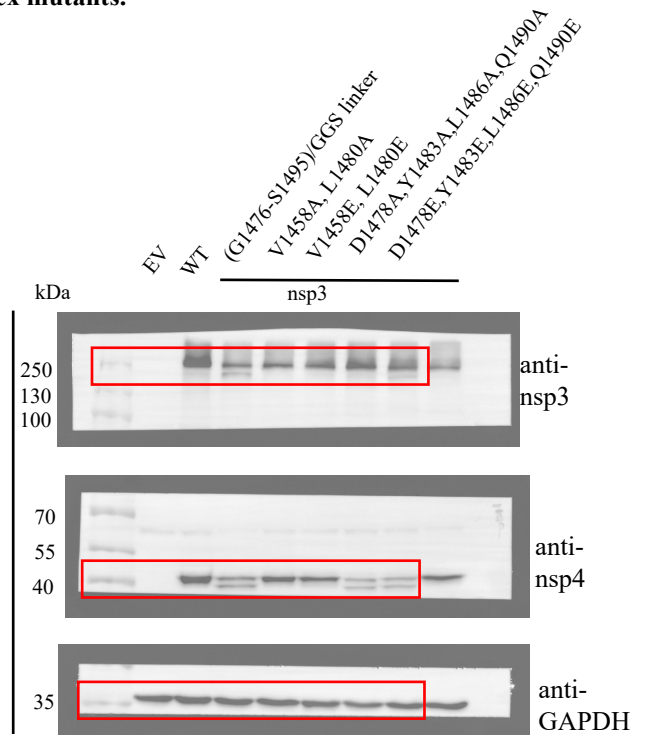 ex mutants.
EV
WT
(G1476-S1495)/GGS linker
V1458A, L1480A
V1458E, L1480E
D1478A,Y1483A,L1486A,Q1490A
D1478E,Y1483E,L1486E,Q1490E
kDa
nsp3
250
130
100
anti-
nsp3
70
55
40
anti-
nsp4
35
anti-
GAPDH